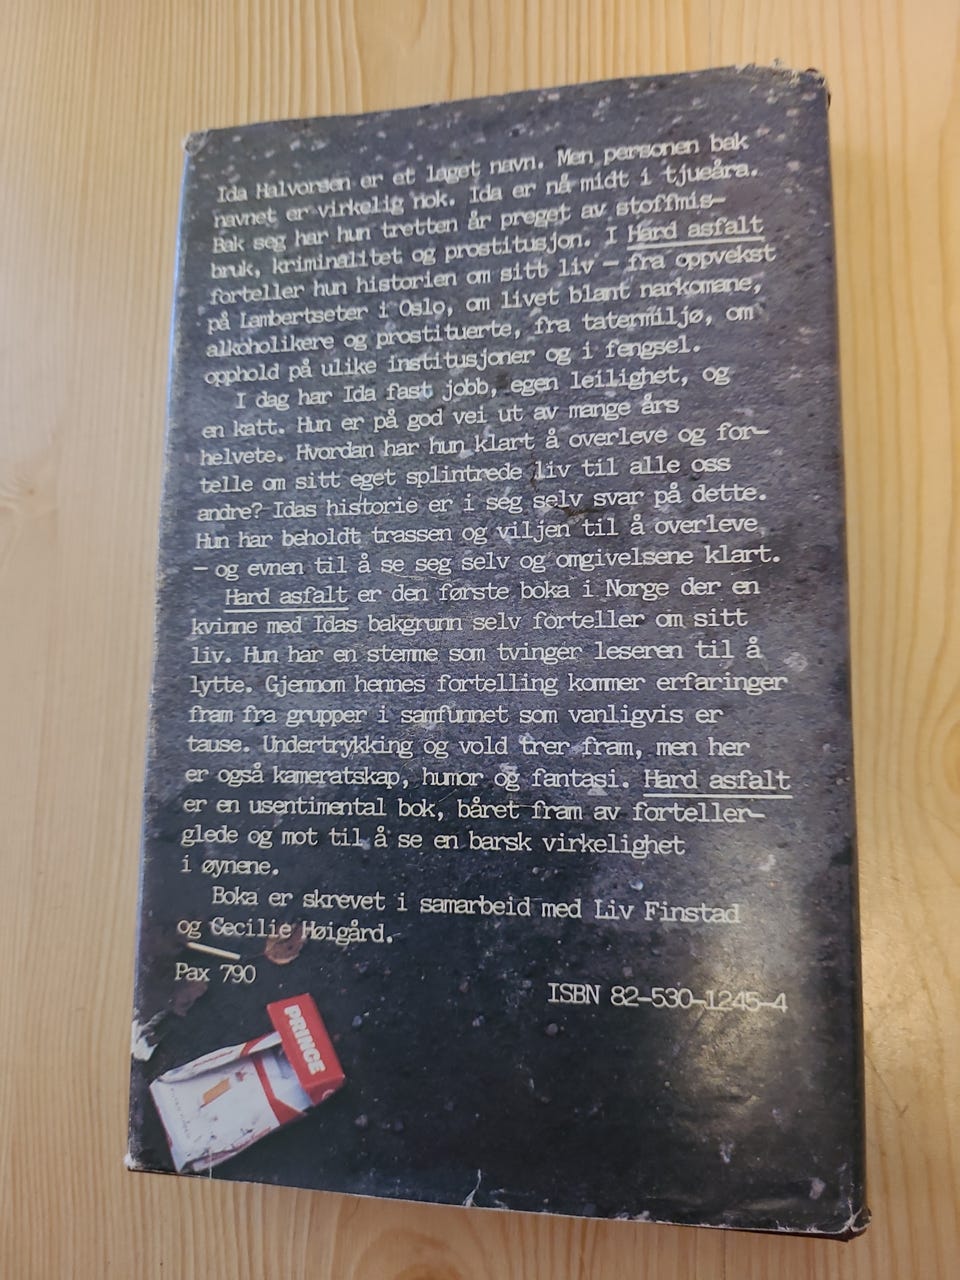 Ida Halvorsen er et laget navn. Men personen bak
navnet er virkelig nok. Ida er nå midt i tjueåra.
Bak seg har hun tretten år preget av stoffmis-
bruk, kriminalitet og prostitusjon. I Hard asfalt
forteller hun historien om sitt liv – fra oppvekst
på Lambertseter i Oslo, om livet blant narkomane,
alkoholikere og prostituerte, fra tatermiljø, om
opphold på ulike institusjoner og i fengsel.
I dag har Ida fast jobb, egen leilighet, og
en katt. Hun er på god vei ut av mange års
helvete. Hvordan har hun klart å overleve og for-
telle om sitt eget splintrede liv til alle oss
andre? Idas historie er i seg selv svar på dette.
Hun har beholdt trassen og viljen til å overleve
– og evnen til å se seg selv og omgivelsene klart.
Hard asfalt er den første boka i Norge der en
kvinne med Idas bakgrunn selv forteller om sitt
liv. Hun har en stemme som tvinger leseren til å
lytte. Gjennom hennes fortelling kommer erfaringer
fram fra grupper i samfunnet som vanligvis er
tause. Undertrykking og vold trer fram, men her
er også kameratskap, humor og fantasi. Hard asfalt
er en usentimental bok, båret fram av forteller-
glede og mot til å se en barsk virkelighet
i øynene.
Boka er skrevet i samarbeid med Liv Finstad
og Cecilie Høigård.
Pax 790
ISBN 82-530-1245-4
PRINCE